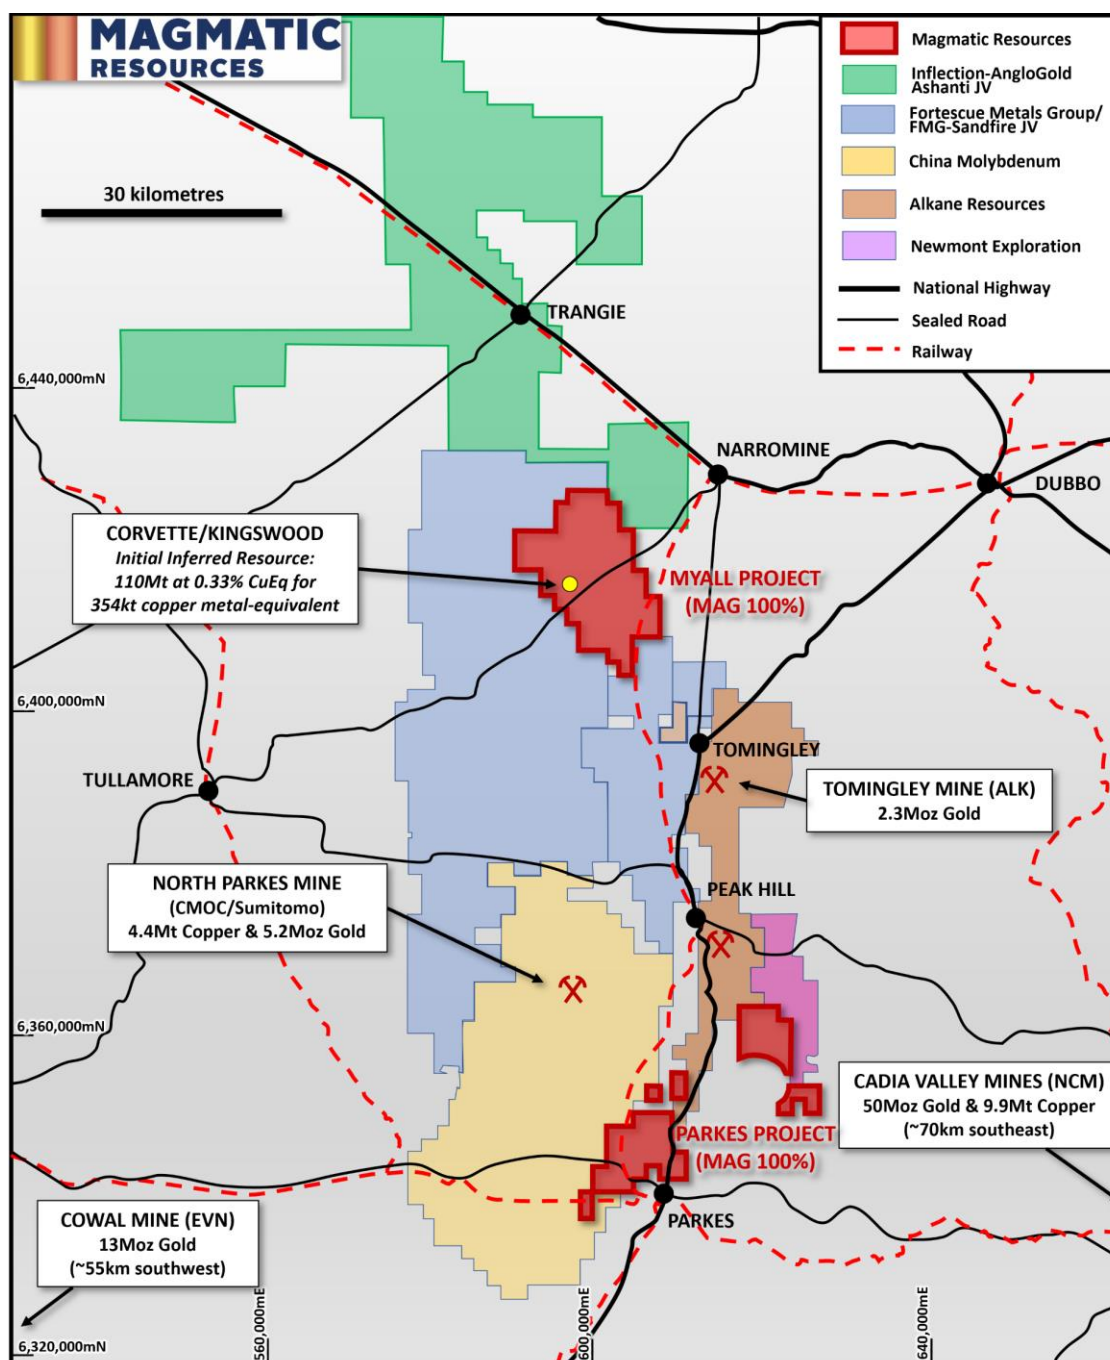 MAGMATIC
RESOURCES
Magmatic Resources
Inflection-AngloGold
Ashanti JV
Fortescue Metals Group/
FMG-Sandfire JV
China Molybdenum
Alkane Resources
Newmont Exploration
National Highway
Sealed Road
Railway
30 kilometres
TRANGIE
6,440,000mN
NARROMINE
DUBBO
CORVETTE/KINGSWOOD
Initial Inferred Resource:
110Mt at 0.33% CuEq for
354kt copper metal-equivalent
MYALL PROJECT
(MAG 100%)
6,400,000mN
TOMINGLEY
TULLAMORE
TOMINGLEY MINE (ALK)
2.3Moz Gold
NORTH PARKES MINE
(CMOC/Sumitomo)
4.4Mt Copper & 5.2Moz Gold
PEAK HILL
6,360,000mN
CADIA VALLEY MINES (NCM)
50Moz Gold & 9.9Mt Copper
(~70km southeast)
PARKES PROJECT
(MAG 100%)
PARKES
COWAL MINE (EVN)
13Moz Gold
(~55km southwest)
560,000mE
600,000mE
640,000mE
6,320,000mN